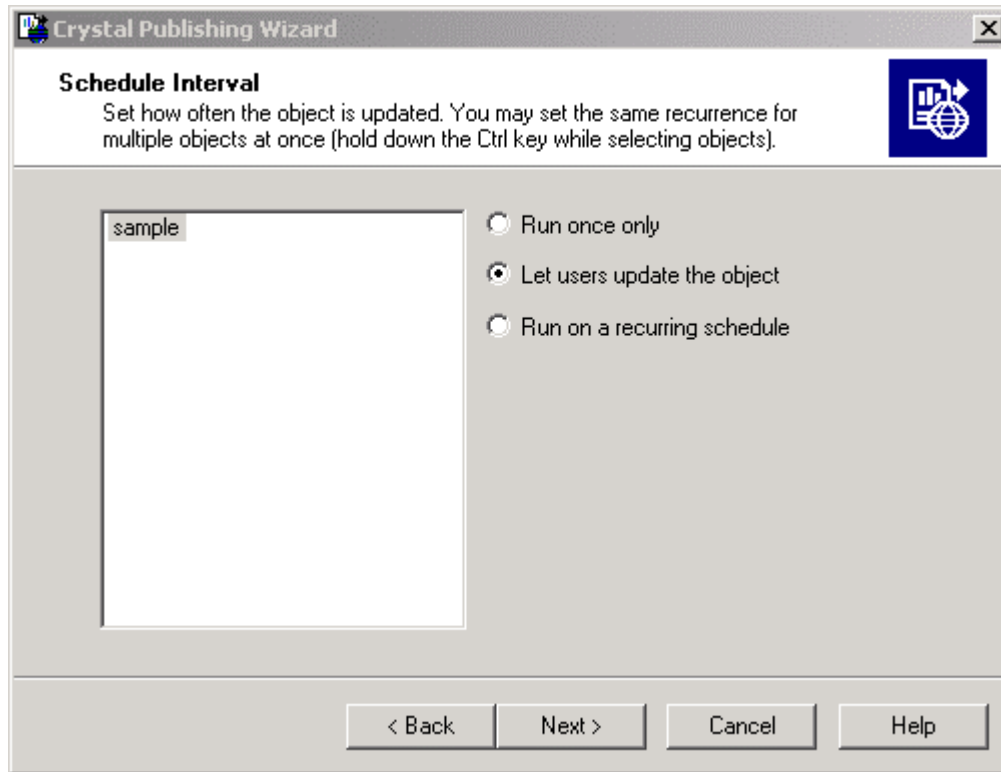 Crystal Publishing Wizard
Schedule Interval
Set how often the object is updated. You may set the same recurrence for
multiple objects at once (hold down the Ctrl key while selecting objects).
sample
Run once only
Let users update the object
Run on a recurring schedule
< Back Next > Cancel Help